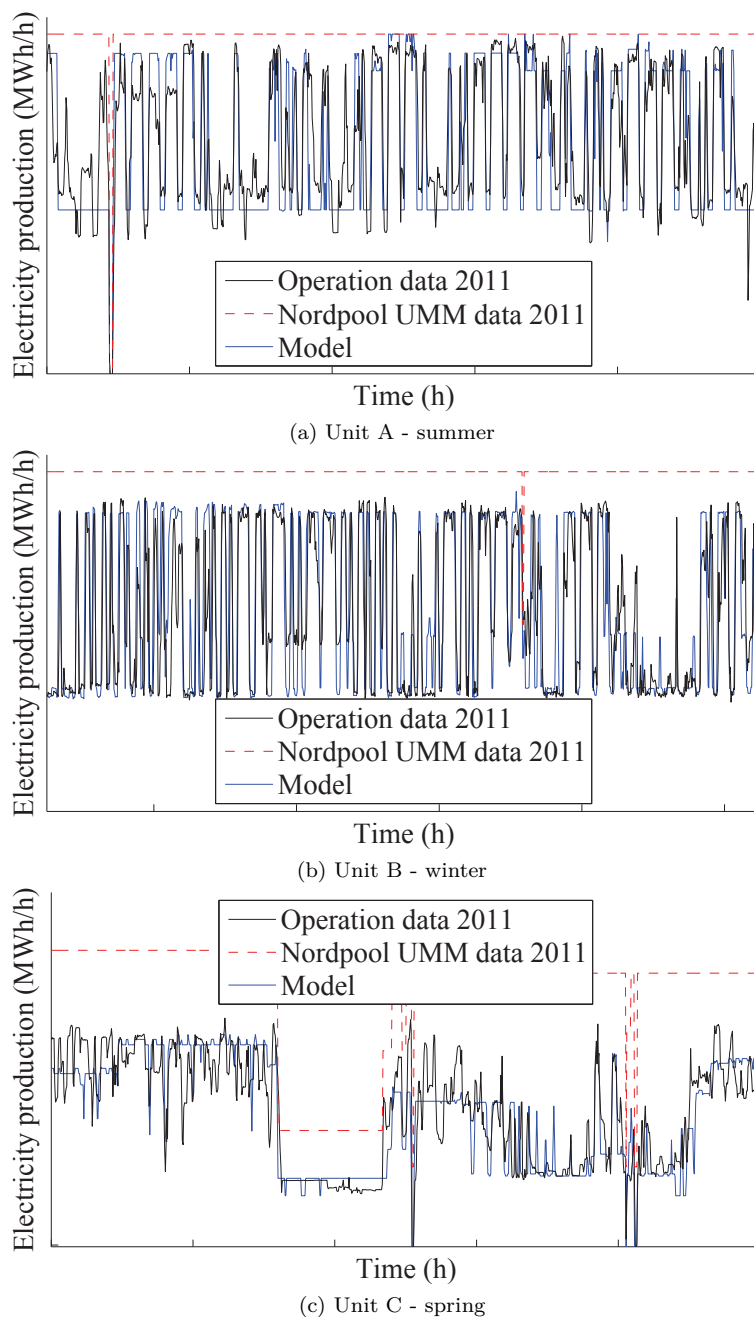 Electricity production (MWh/h)
Operation data 2011
Nordpool UMM data 2011
Model
Time (h)
(a) Unit A - summer
Electricity production (MWh/h)
Operation data 2011
Nordpool UMM data 2011
Model
Time (h)
(b) Unit B - winter
Electricity production (MWh/h)
Operation data 2011
Nordpool UMM data 2011
Model
Time (h)
(c) Unit C - spring